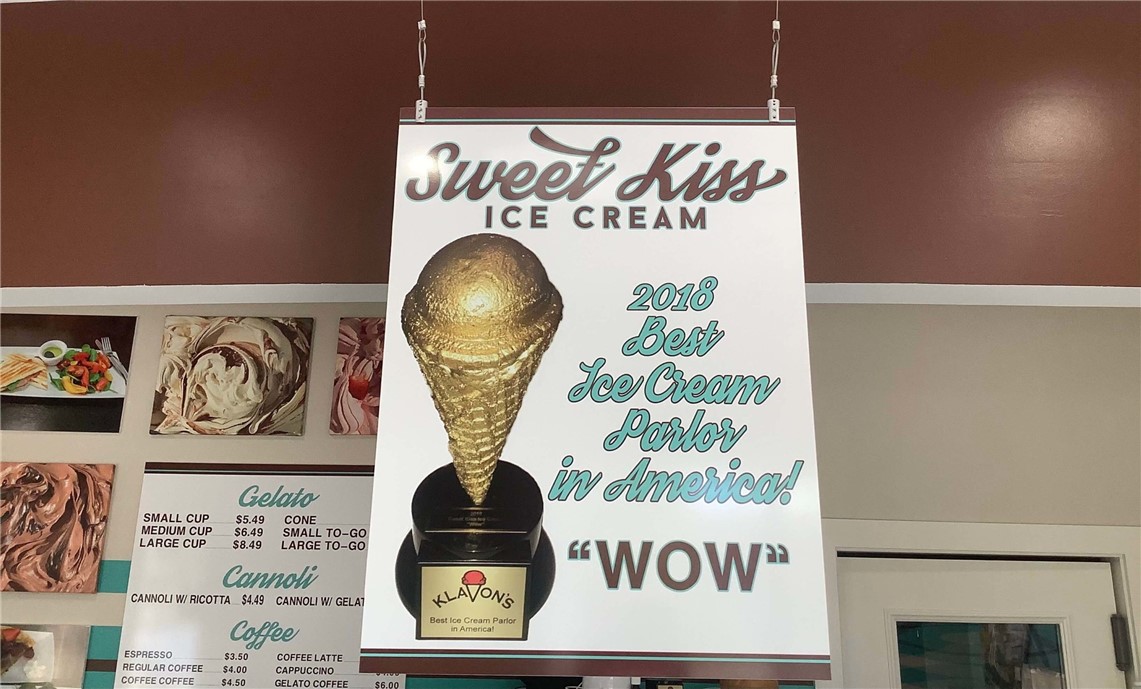 Sweet Kiss
ICE CREAM
2018
Best
Ice Cream
Parlor
in America!
"WOW"
KLAVON'S
Best Ice Cream Parlor
in America!
Gelato
SMALL CUP $5.49 CONE
MEDIUM CUP $6.49 SMALL TO-GO
LARGE CUP $8.49 LARGE TO-GO
Cannoli
CANNOLI W/ RICOTTA $4.49 CANNOLI W/ GELAT
Coffee
ESPRESSO $3.50 COFFEE LATTE
REGULAR COFFEE $4.00 CAPPUCCINO
COFFEE COFFEE $4.50 GELATO COFFEE $6.00